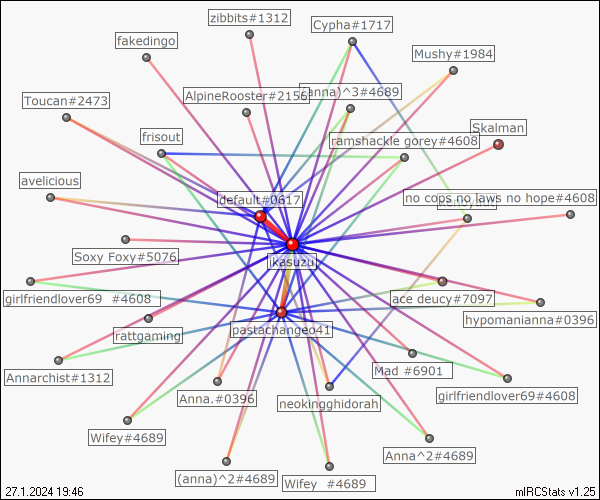 zibbits#1312
Cypha#1717
fakedingo
Mushy#1984
Toucan#2473
AlpineRooster#2156
(anna)^3#4689
Skalman
frisout
ramshackle gorey#4608
avelicious
default#0617
no cops no laws no hope#4608
Soxy Foxy#5076
ikasuzu
girlfriendlover69 #4608
ace deucy#7097
hypomanianna#0396
rattgaming
pastachangeo41
Annarchist#1312
Mad #6901
Anna.#0396
neokingghidorah
girlfriendlover69#4608
Wifey#4689
Anna^2#4689
(anna)^2#4689
Wifey #4689
27.1.2024 19:46
mIRCStats v1.25